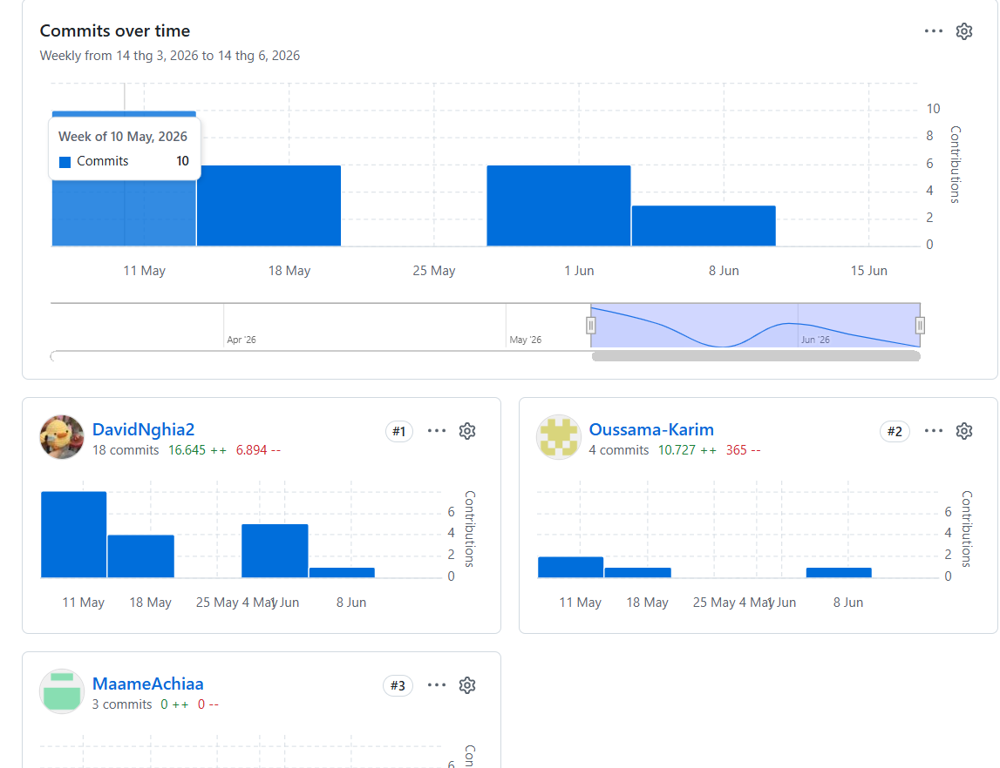 Commits over time
Weekly from 14 thg 3, 2026 to 14 thg 6, 2026
10
8
6
4
2
0
Contributions
Week of 10 May, 2026
Commits 10
11 May 18 May 25 May 1 Jun 8 Jun 15 Jun
Apr '26 May '26 Jun '26
DavidNghia2 #1
18 commits 16.645 ++ 6.894 --
6
4
2
0
Contributions
11 May 18 May 25 May 4 May 1 Jun 8 Jun
Oussama-Karim #2
4 commits 10.727 ++ 365 --
6
4
2
0
Contributions
11 May 18 May 25 May 4 May 1 Jun 8 Jun
MaameAchiaa #3
3 commits 0 ++ 0 --
6
Con